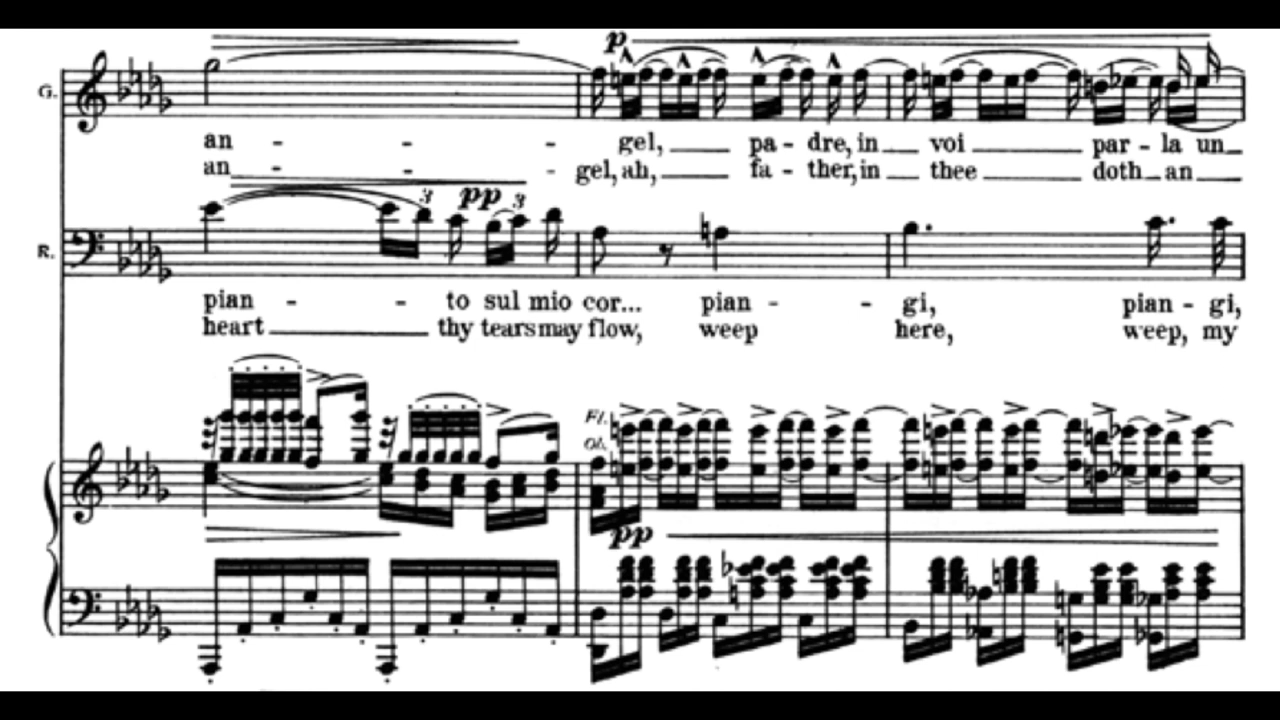 p
G.
an - - - gel, pa - dre, in voi par - la un
an - - - gel, ah, fa - ther, in thee doth an
3 pp 3
R.
pian - - to sul mio cor... pian - - gi, pian - gi,
heart thy tears may flow, weep here, weep, my
Fl.
Ob.
pp